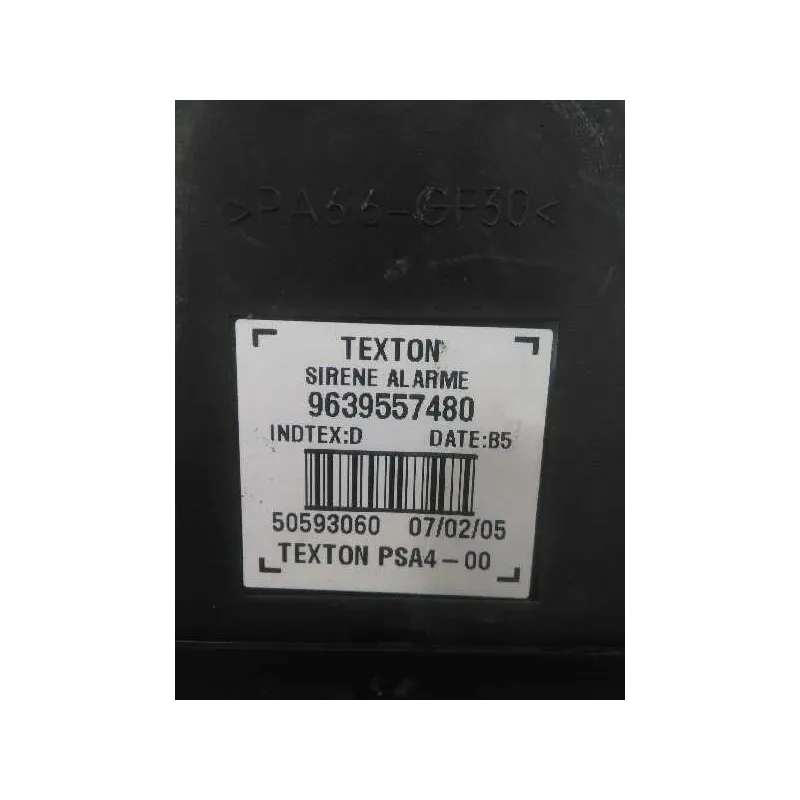 >PA66-GF30<
TEXTON
SIRENE ALARME
9639557480
INDTEX:D DATE:B5
50593060 07/02/05
TEXTON PSA4-00